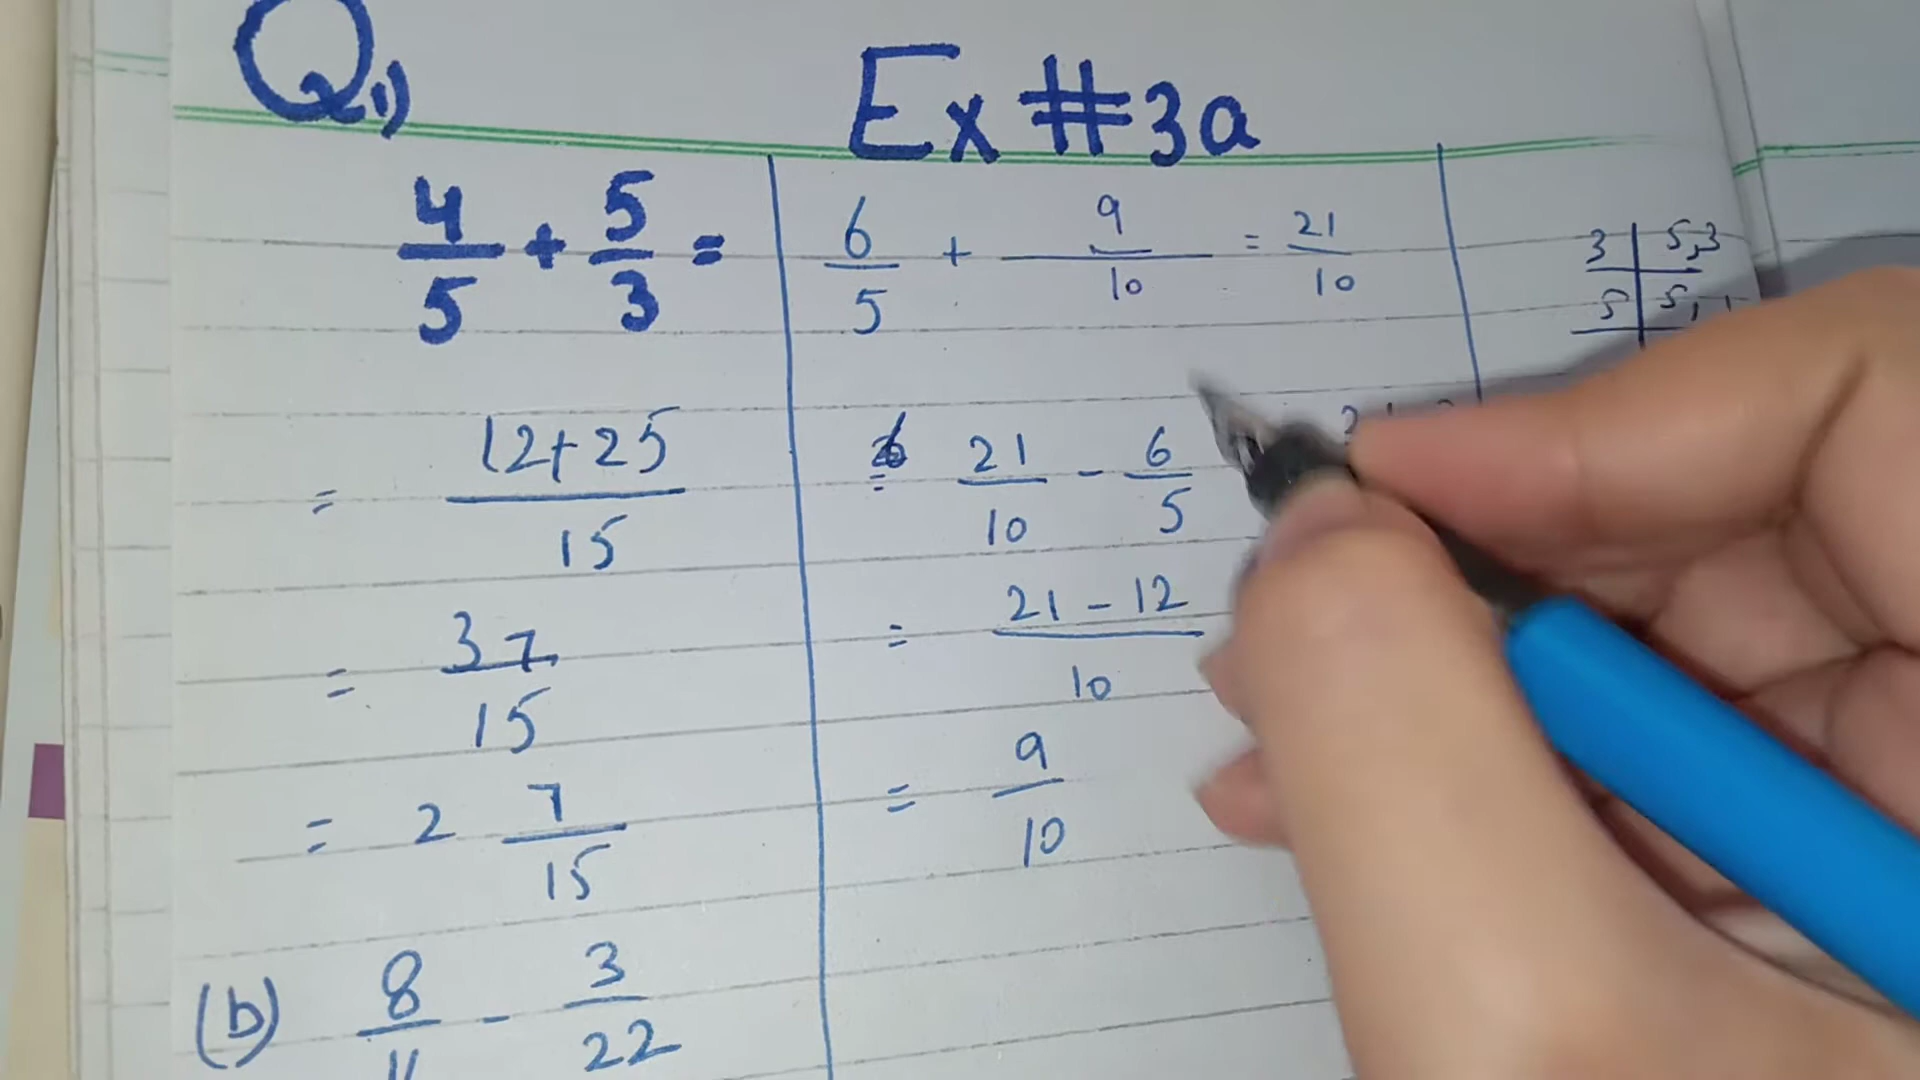 Q1)
Ex #3a
4/5 + 5/3 =
= 12+25/15
= 37/15
= 2 7/15
(b) 8/11 - 3/22
6/5 + 9/10 = 21/10
= 21/10 - 6/5
= 21 - 12/10
= 9/10
3 | 5,3
5 | 5,1